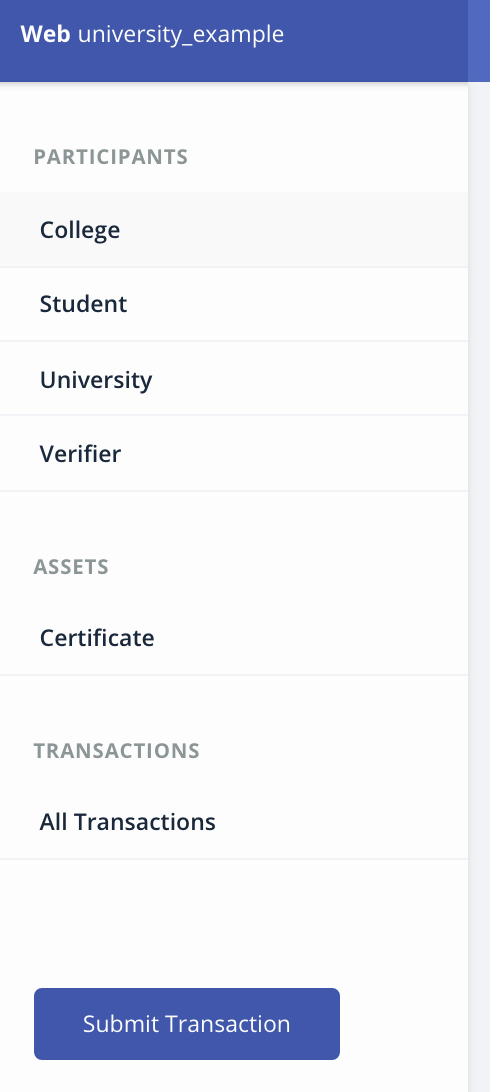 Web university_example
PARTICIPANTS
College
Student
University
Verifier
ASSETS
Certificate
TRANSACTIONS
All Transactions
Submit Transaction